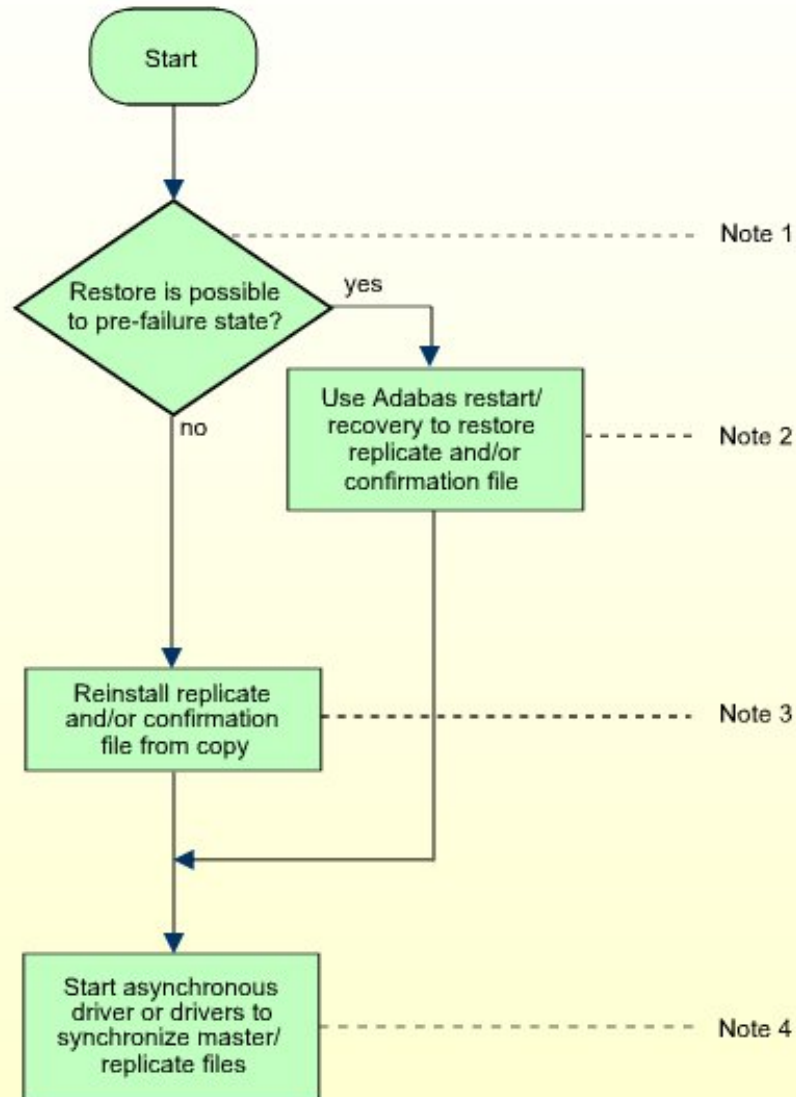 Start
Note 1
Restore is possible
to pre-failure state?
yes
no
Use Adabas restart/
recovery to restore
replicate and/or
confirmation file
Note 2
Reinstall replicate
and/or confirmation
file from copy
Note 3
Start asynchronous
driver or drivers to
synchronize master/
replicate files
Note 4